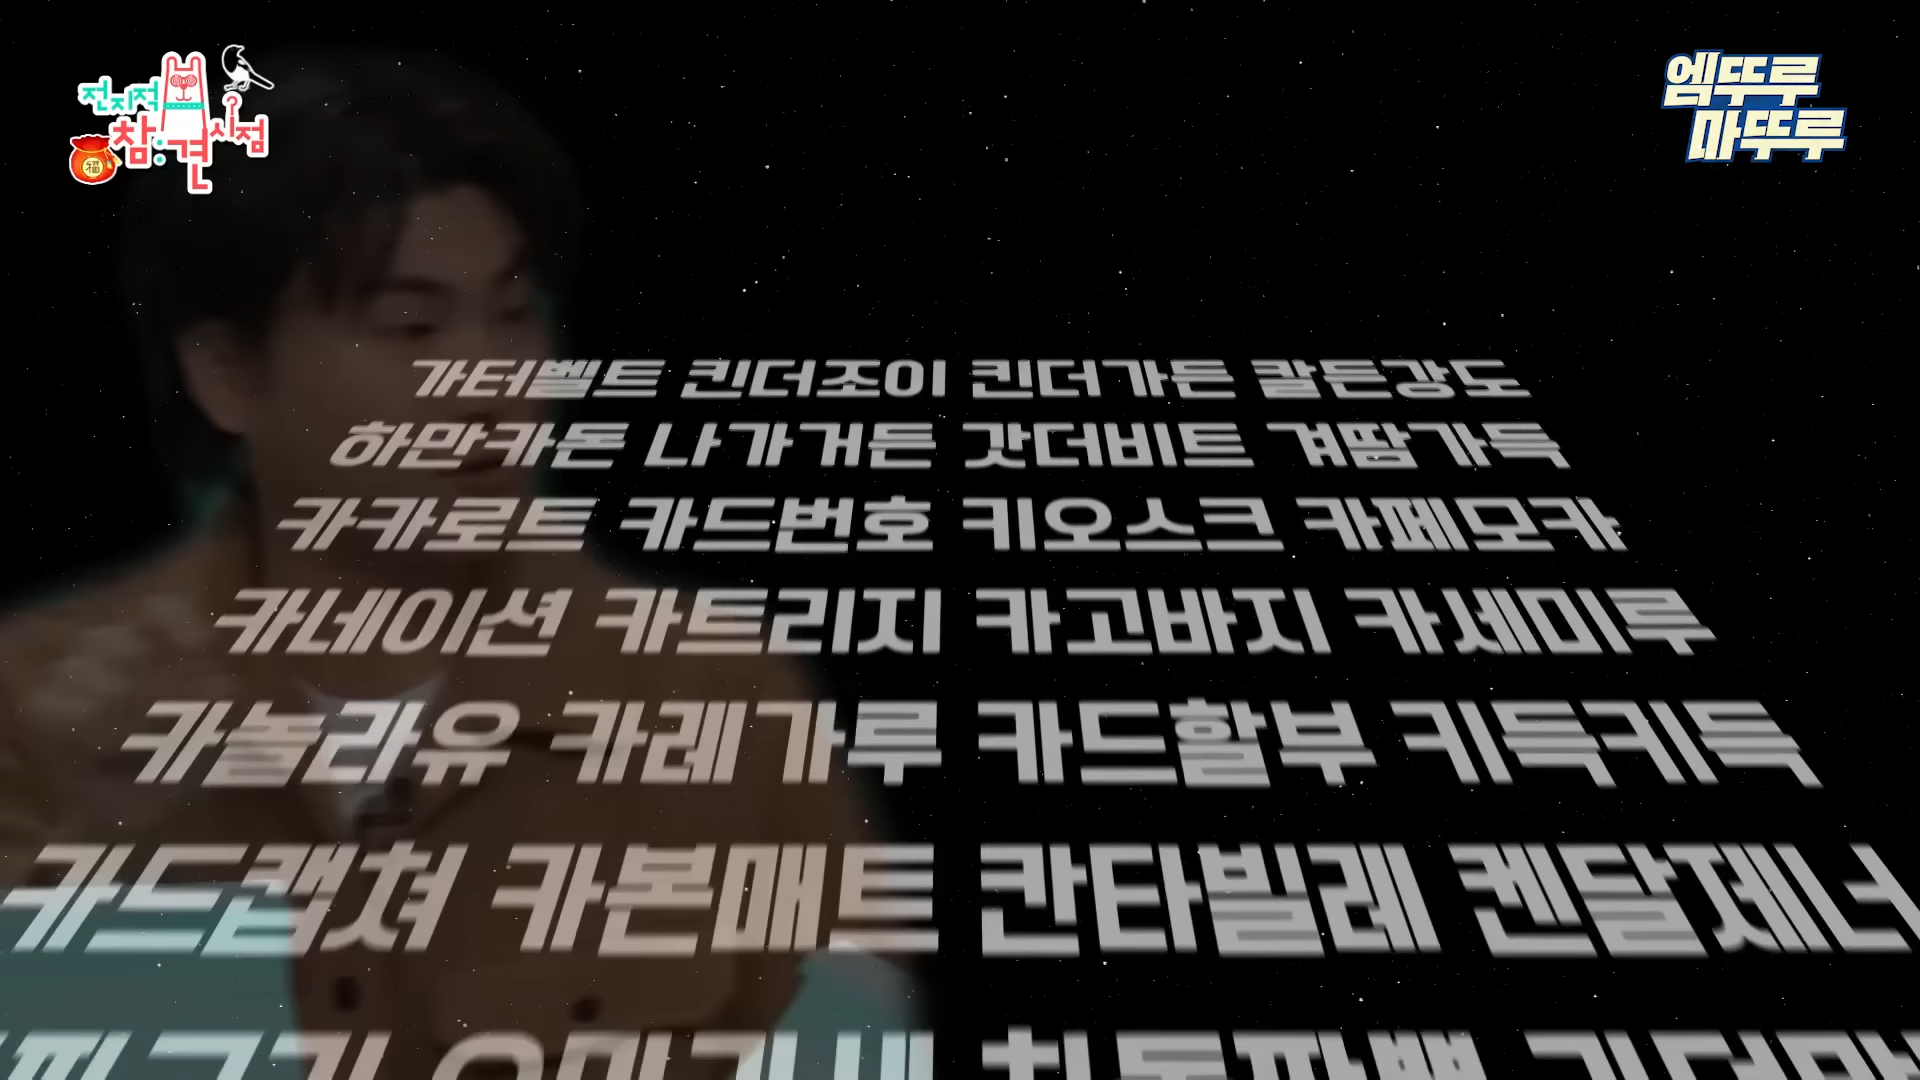 전지적
참견
시점
福
엠뚜루
마뚜루
가터벨트 킨더조이 킨더가든 칼든강도
하만카돈 나가거든 갓더비트 겨땀가득
카카로트 카드번호 키오스크 카페모카
카네이션 카트리지 카고바지 카세미루
카놀라유 카레가루 카드할부 키득키득
가드캡쳐 카본매트 칸타빌레 켄달제너